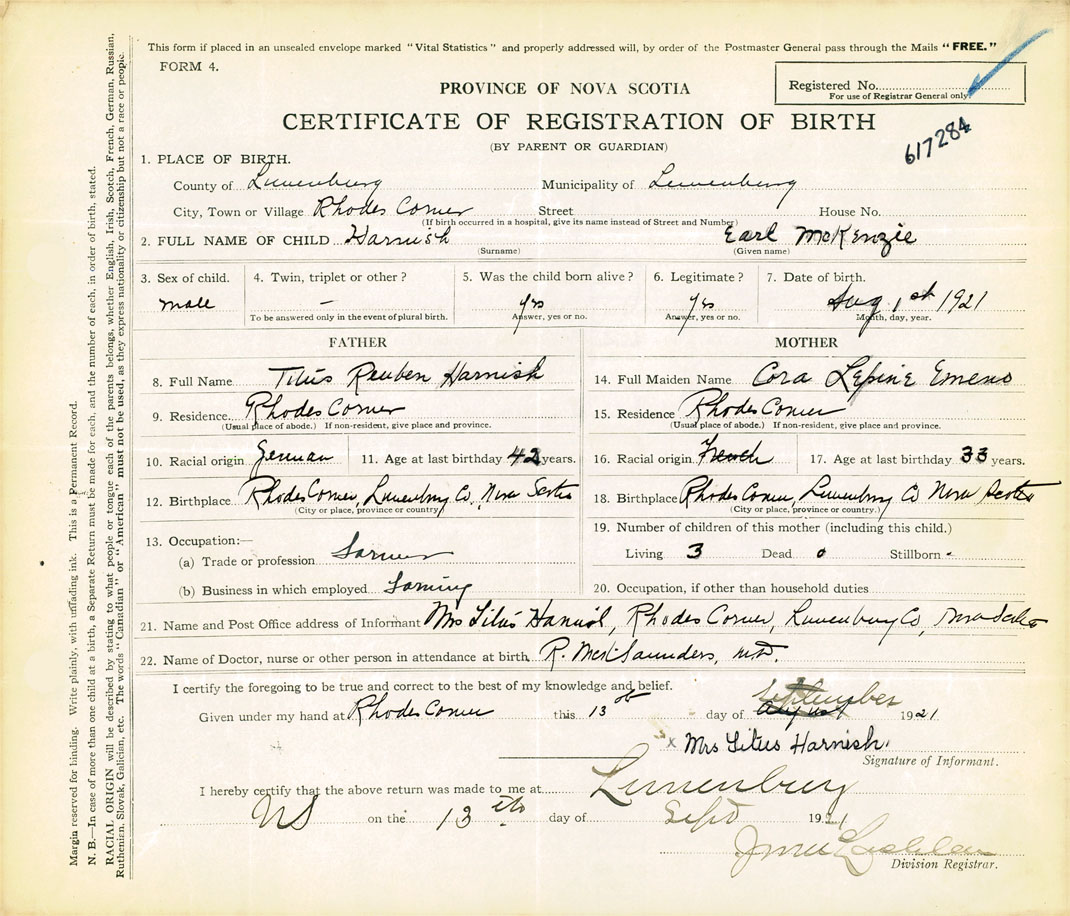 This form if placed in an unsealed envelope marked "Vital Statistics" and properly addressed will, by order of the Postmaster General pass through the Mails "FREE."
FORM 4.
Registered No.
For use of Registrar General only
PROVINCE OF NOVA SCOTIA
CERTIFICATE OF REGISTRATION OF BIRTH
617284
(BY PARENT OR GUARDIAN)
1. PLACE OF BIRTH.
County of Lunenburg Municipality of Lunenburg
City, Town or Village Rhodes Corner Street House No.
(If birth occurred in a hospital, give its name instead of Street and Number)
2. FULL NAME OF CHILD Harnish Earl McKenzie
(Surname) (Given name)
3. Sex of child. 4. Twin, triplet or other? 5. Was the child born alive? 6. Legitimate? 7. Date of birth.
male – yes yes Aug 1st 1921
To be answered only in the event of plural birth. Answer, yes or no. Answer, yes or no. Month, day, year.
FATHER MOTHER
8. Full Name Titus Reuben Harnish 14. Full Maiden Name Cora Lepine Emeno
9. Residence Rhodes Corner 15. Residence Rhodes Corner
(Usual place of abode.) If non-resident, give place and province. (Usual place of abode.) If non-resident, give place and province.
10. Racial origin German 11. Age at last birthday 42 years. 16. Racial origin French 17. Age at last birthday 33 years.
12. Birthplace Rhodes Corner, Lunenburg Co, Nova Scotia 18. Birthplace Rhodes Corner, Lunenburg Co Nova Scotia
(City or place, province or country) (City or place, province or country.)
19. Number of children of this mother (including this child.)
13. Occupation:—
(a) Trade or profession Farmer Living 3 Dead 0 Stillborn -
(b) Business in which employed Farming 20. Occupation, if other than household duties
21. Name and Post Office address of Informant Mrs Titus Harnish, Rhodes Corner, Lunenburg Co, Nova Scotia
22. Name of Doctor, nurse or other person in attendance at birth R. Saunders, M.D.
I certify the foregoing to be true and correct to the best of my knowledge and belief.
Given under my hand at Rhodes Corner this 13th day of August September 1921
x Mrs Titus Harnish.
Signature of Informant.
I hereby certify that the above return was made to me at Lunenburg
NS on the 13th day of Sept 1921
Division Registrar.
Margin reserved for binding. Write plainly, with unfading ink. This is a Permanent Record.
N. B.—In case of more than one child at a birth, a Separate Return must be made for each, and the number of each, in order of birth, stated.
RACIAL ORIGIN will be described by stating to what people or tongue each of the parents belongs, whether English, Irish, Scotch, French, German, Russian,
Ruthenian, Slovak, Galician, etc. The words "Canadian" or "American" must not be used, as they express nationality or citizenship but not a race or people.